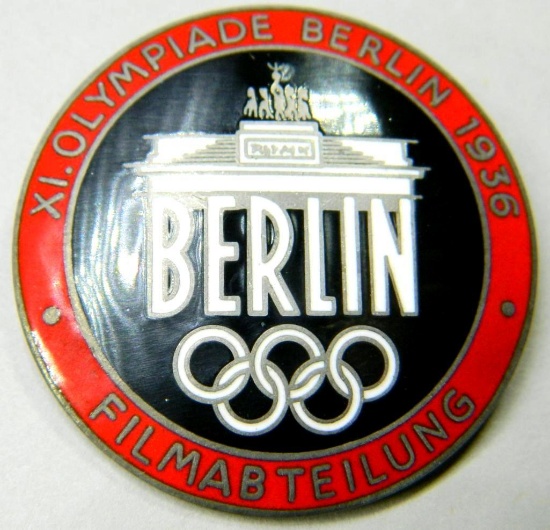 XI. OLYMPIADE BERLIN 1936
BERLIN
FILMABTEILUNG